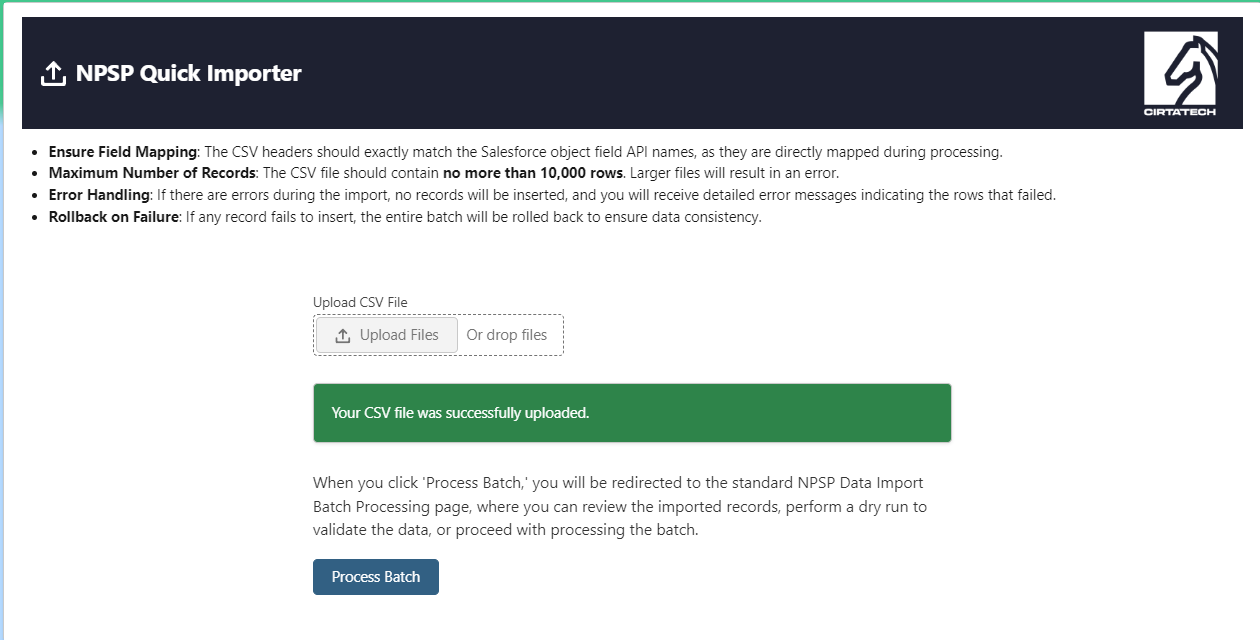 NPSP Quick Importer
CIRTATECH
Ensure Field Mapping: The CSV headers should exactly match the Salesforce object field API names, as they are directly mapped during processing.
Maximum Number of Records: The CSV file should contain no more than 10,000 rows. Larger files will result in an error.
Error Handling: If there are errors during the import, no records will be inserted, and you will receive detailed error messages indicating the rows that failed.
Rollback on Failure: If any record fails to insert, the entire batch will be rolled back to ensure data consistency.
Upload CSV File
Upload Files Or drop files
Your CSV file was successfully uploaded.
When you click 'Process Batch,' you will be redirected to the standard NPSP Data Import
Batch Processing page, where you can review the imported records, perform a dry run to
validate the data, or proceed with processing the batch.
Process Batch